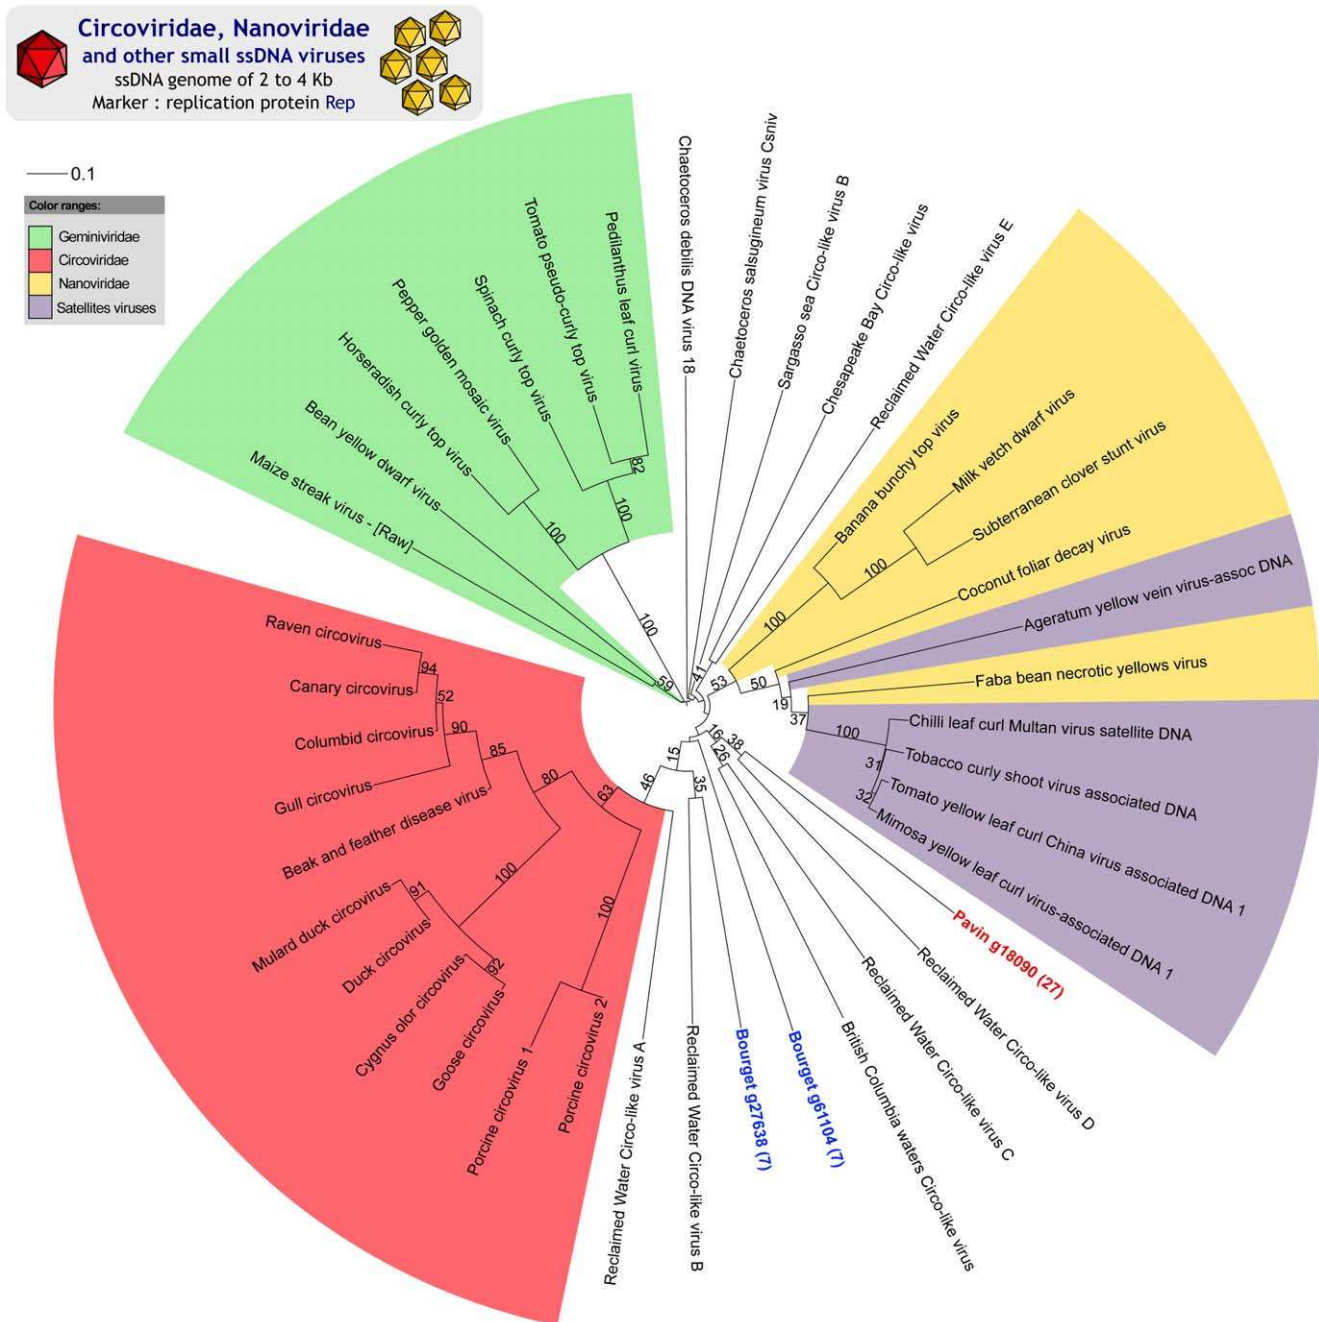 Circoviridae, Nanoviridae
and other small ssDNA viruses
ssDNA genome of 2 to 4 Kb
Marker : replication protein Rep
0.1
Color ranges:
Geminiviridae
Circoviridae
Nanoviridae
Satellites viruses
Maize streak virus - [Raw]
Bean yellow dwarf virus
Horseradish curly top virus
Pepper golden mosaic virus
Spinach curly top virus
Tomato pseudo-curly top virus
Pedilanthus leaf curl virus
82
100
100
100
59
Chaetoceros debilis DNA virus 18
Chaetoceros salsugineum virus Csniv
Sargasso sea Circo-like virus B
Chesapeake Bay Circo-like virus
Reclaimed Water Circo-like virus E
41
53
Banana bunchy top virus
Milk vetch dwarf virus
Subterranean clover stunt virus
100
100
Coconut foliar decay virus
50
Ageratum yellow vein virus-assoc DNA
19
Faba bean necrotic yellows virus
37
Chilli leaf curl Multan virus satellite DNA
100
Tobacco curly shoot virus associated DNA
31
Tomato yellow leaf curl China virus associated DNA 1
32
Mimosa yellow leaf curl virus-associated DNA 1
Pavin g18090 (27)
Reclaimed Water Circo-like virus D
38
Reclaimed Water Circo-like virus C
26
16
British Columbia waters Circo-like virus
Bourget g61104 (7)
Bourget g27638 (7)
35
Reclaimed Water Circo-like virus B
15
Reclaimed Water Circo-like virus A
46
Porcine circovirus 2
Porcine circovirus 1
100
63
Goose circovirus
Cygnus olor circovirus
92
Duck circovirus
Mulard duck circovirus
91
100
80
Beak and feather disease virus
85
Gull circovirus
90
Columbid circovirus
52
Canary circovirus
Raven circovirus
94